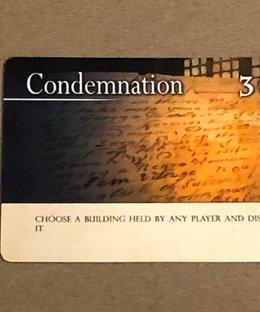 Condemnation 3
CHOOSE A BUILDING HELD BY ANY PLAYER AND DIS
IT.